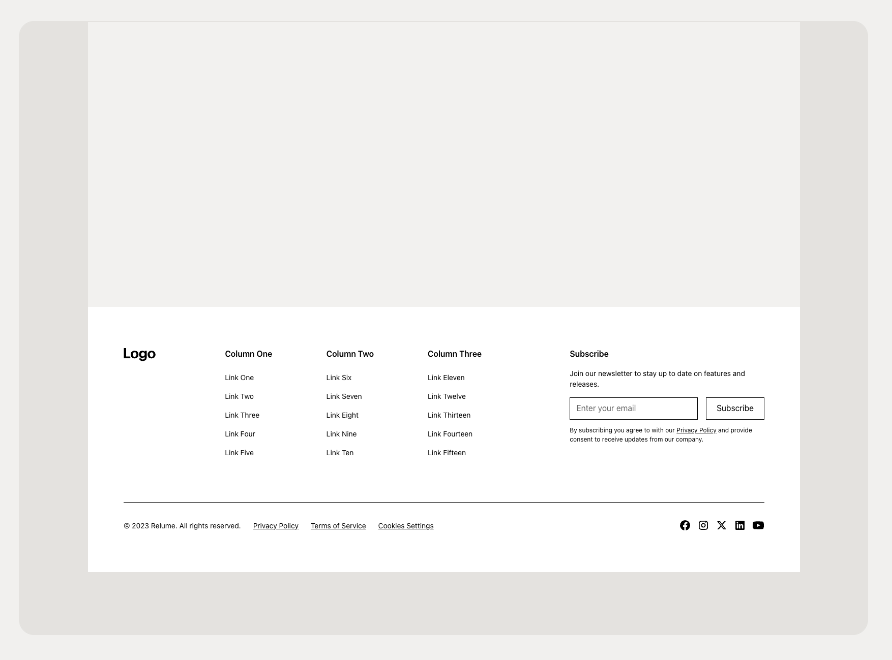 Logo
Column One
Link One
Link Two
Link Three
Link Four
Link Five
Column Two
Link Six
Link Seven
Link Eight
Link Nine
Link Ten
Column Three
Link Eleven
Link Twelve
Link Thirteen
Link Fourteen
Link Fifteen
Subscribe
Join our newsletter to stay up to date on features and
releases.
Enter your email
Subscribe
By subscribing you agree to with our Privacy Policy and provide
consent to receive updates from our company.
© 2023 Relume. All rights reserved.
Privacy Policy
Terms of Service
Cookies Settings